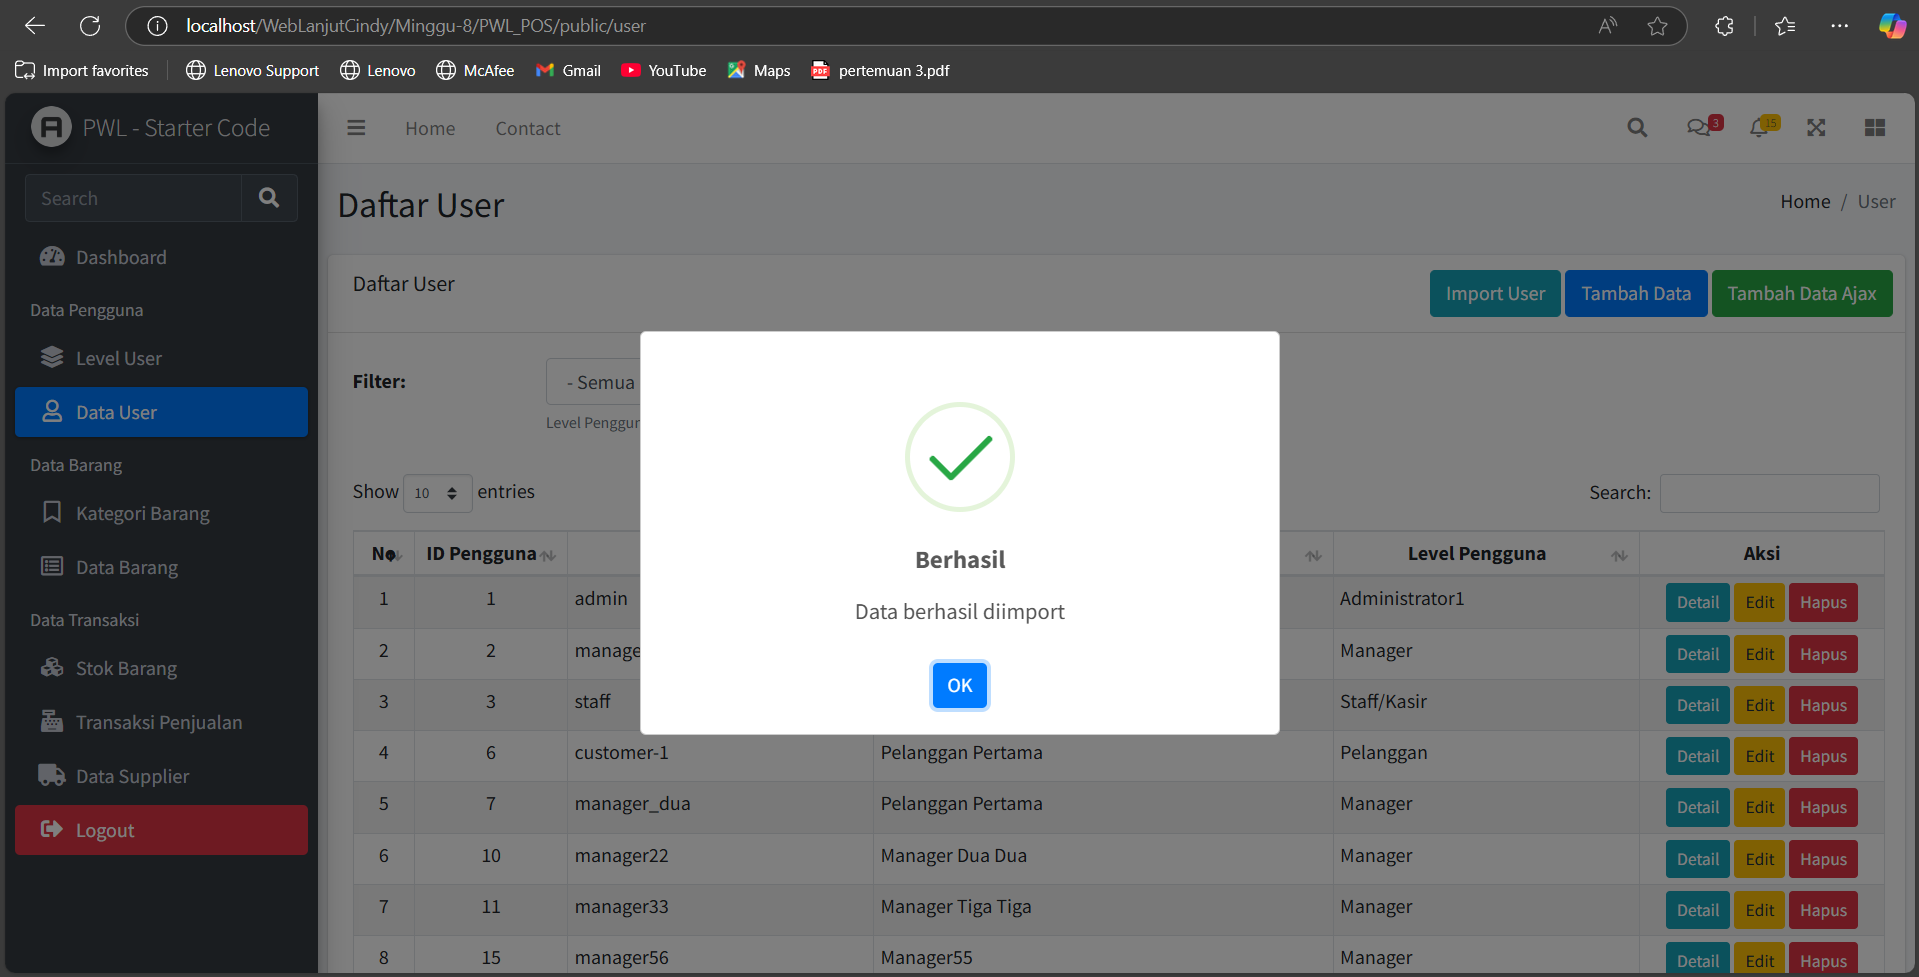 localhost/WebLanjutCindy/Minggu-8/PWL_POS/public/user
Import favorites Lenovo Support Lenovo McAfee Gmail YouTube Maps PDF pertemuan 3.pdf
PWL - Starter Code
Home Contact
3 15
Search
Daftar User
Home / User
Dashboard
Data Pengguna
Level User
Data User
Data Barang
Kategori Barang
Data Barang
Data Transaksi
Stok Barang
Transaksi Penjualan
Data Supplier
Logout
Daftar User
Import User Tambah Data Tambah Data Ajax
Filter:
- Semua
Level Penggun
Show 10 entries
Search:
No ID Pengguna Level Pengguna Aksi
1 1 admin Administrator1 Detail Edit Hapus
2 2 manage Manager Detail Edit Hapus
3 3 staff Staff/Kasir Detail Edit Hapus
4 6 customer-1 Pelanggan Pertama Pelanggan Detail Edit Hapus
5 7 manager_dua Pelanggan Pertama Manager Detail Edit Hapus
6 10 manager22 Manager Dua Dua Manager Detail Edit Hapus
7 11 manager33 Manager Tiga Tiga Manager Detail Edit Hapus
8 15 manager56 Manager55 Manager Detail Edit Hapus
Berhasil
Data berhasil diimport
OK